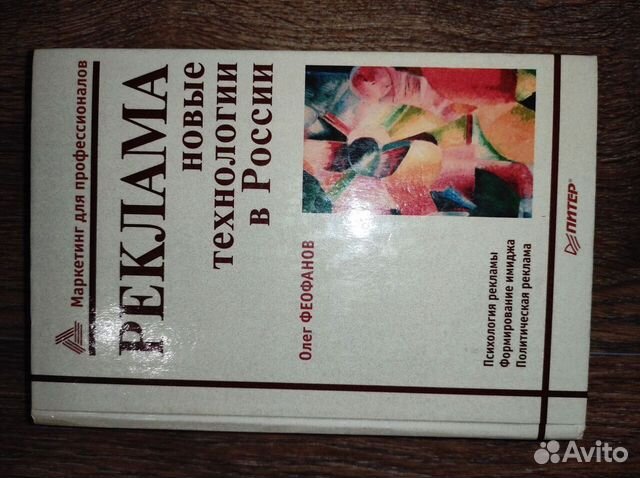 Маркетинг для профессионалов
РЕКЛАМА
новые
технологии
в России
Олег ФЕОФАНОВ
Психология рекламы
Формирование имиджа
Политическая реклама
ПИТЕР®
Avito